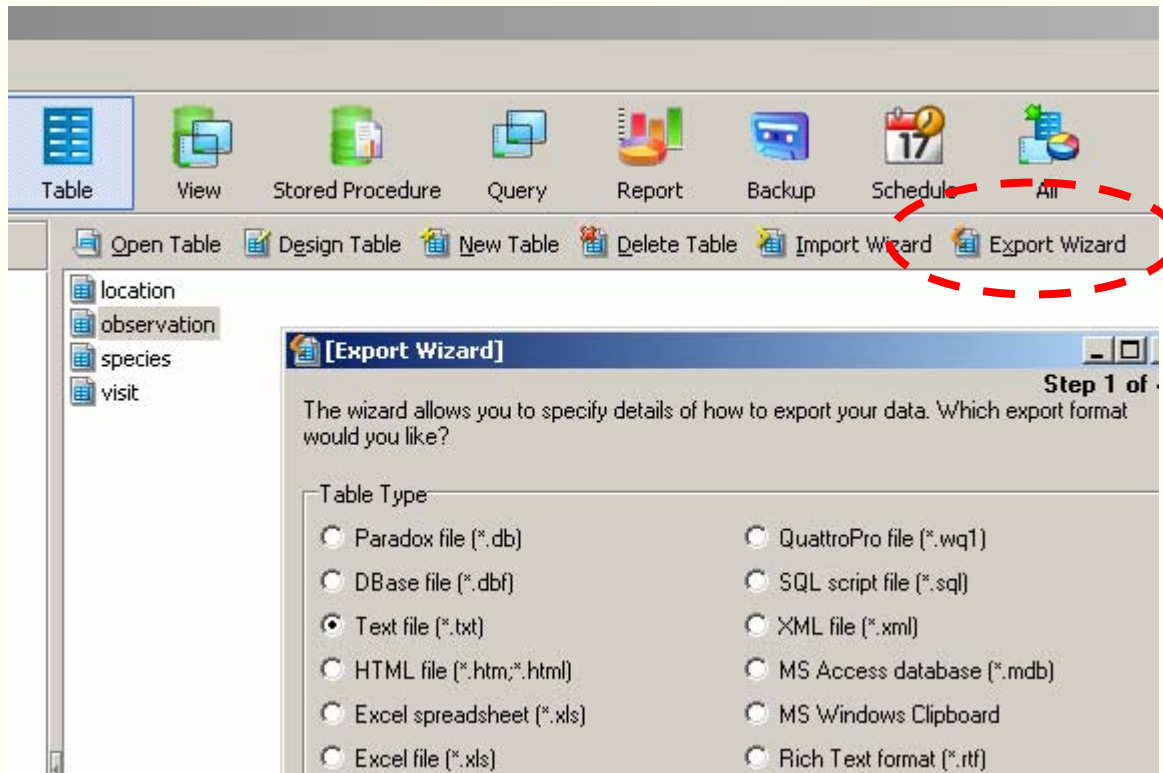 Table View Stored Procedure Query Report Backup Schedule All
17
Open Table Design Table New Table Delete Table Import Wizard Export Wizard
location
observation
species
visit
[Export Wizard]
Step 1 of
The wizard allows you to specify details of how to export your data. Which export format
would you like?
Table Type
Paradox file (*.db)
DBase file (*.dbf)
Text file (*.txt)
HTML file (*.htm;*.html)
Excel spreadsheet (*.xls)
Excel file (*.xls)
QuattroPro file (*.wq1)
SQL script file (*.sql)
XML file (*.xml)
MS Access database (*.mdb)
MS Windows Clipboard
Rich Text format (*.rtf)